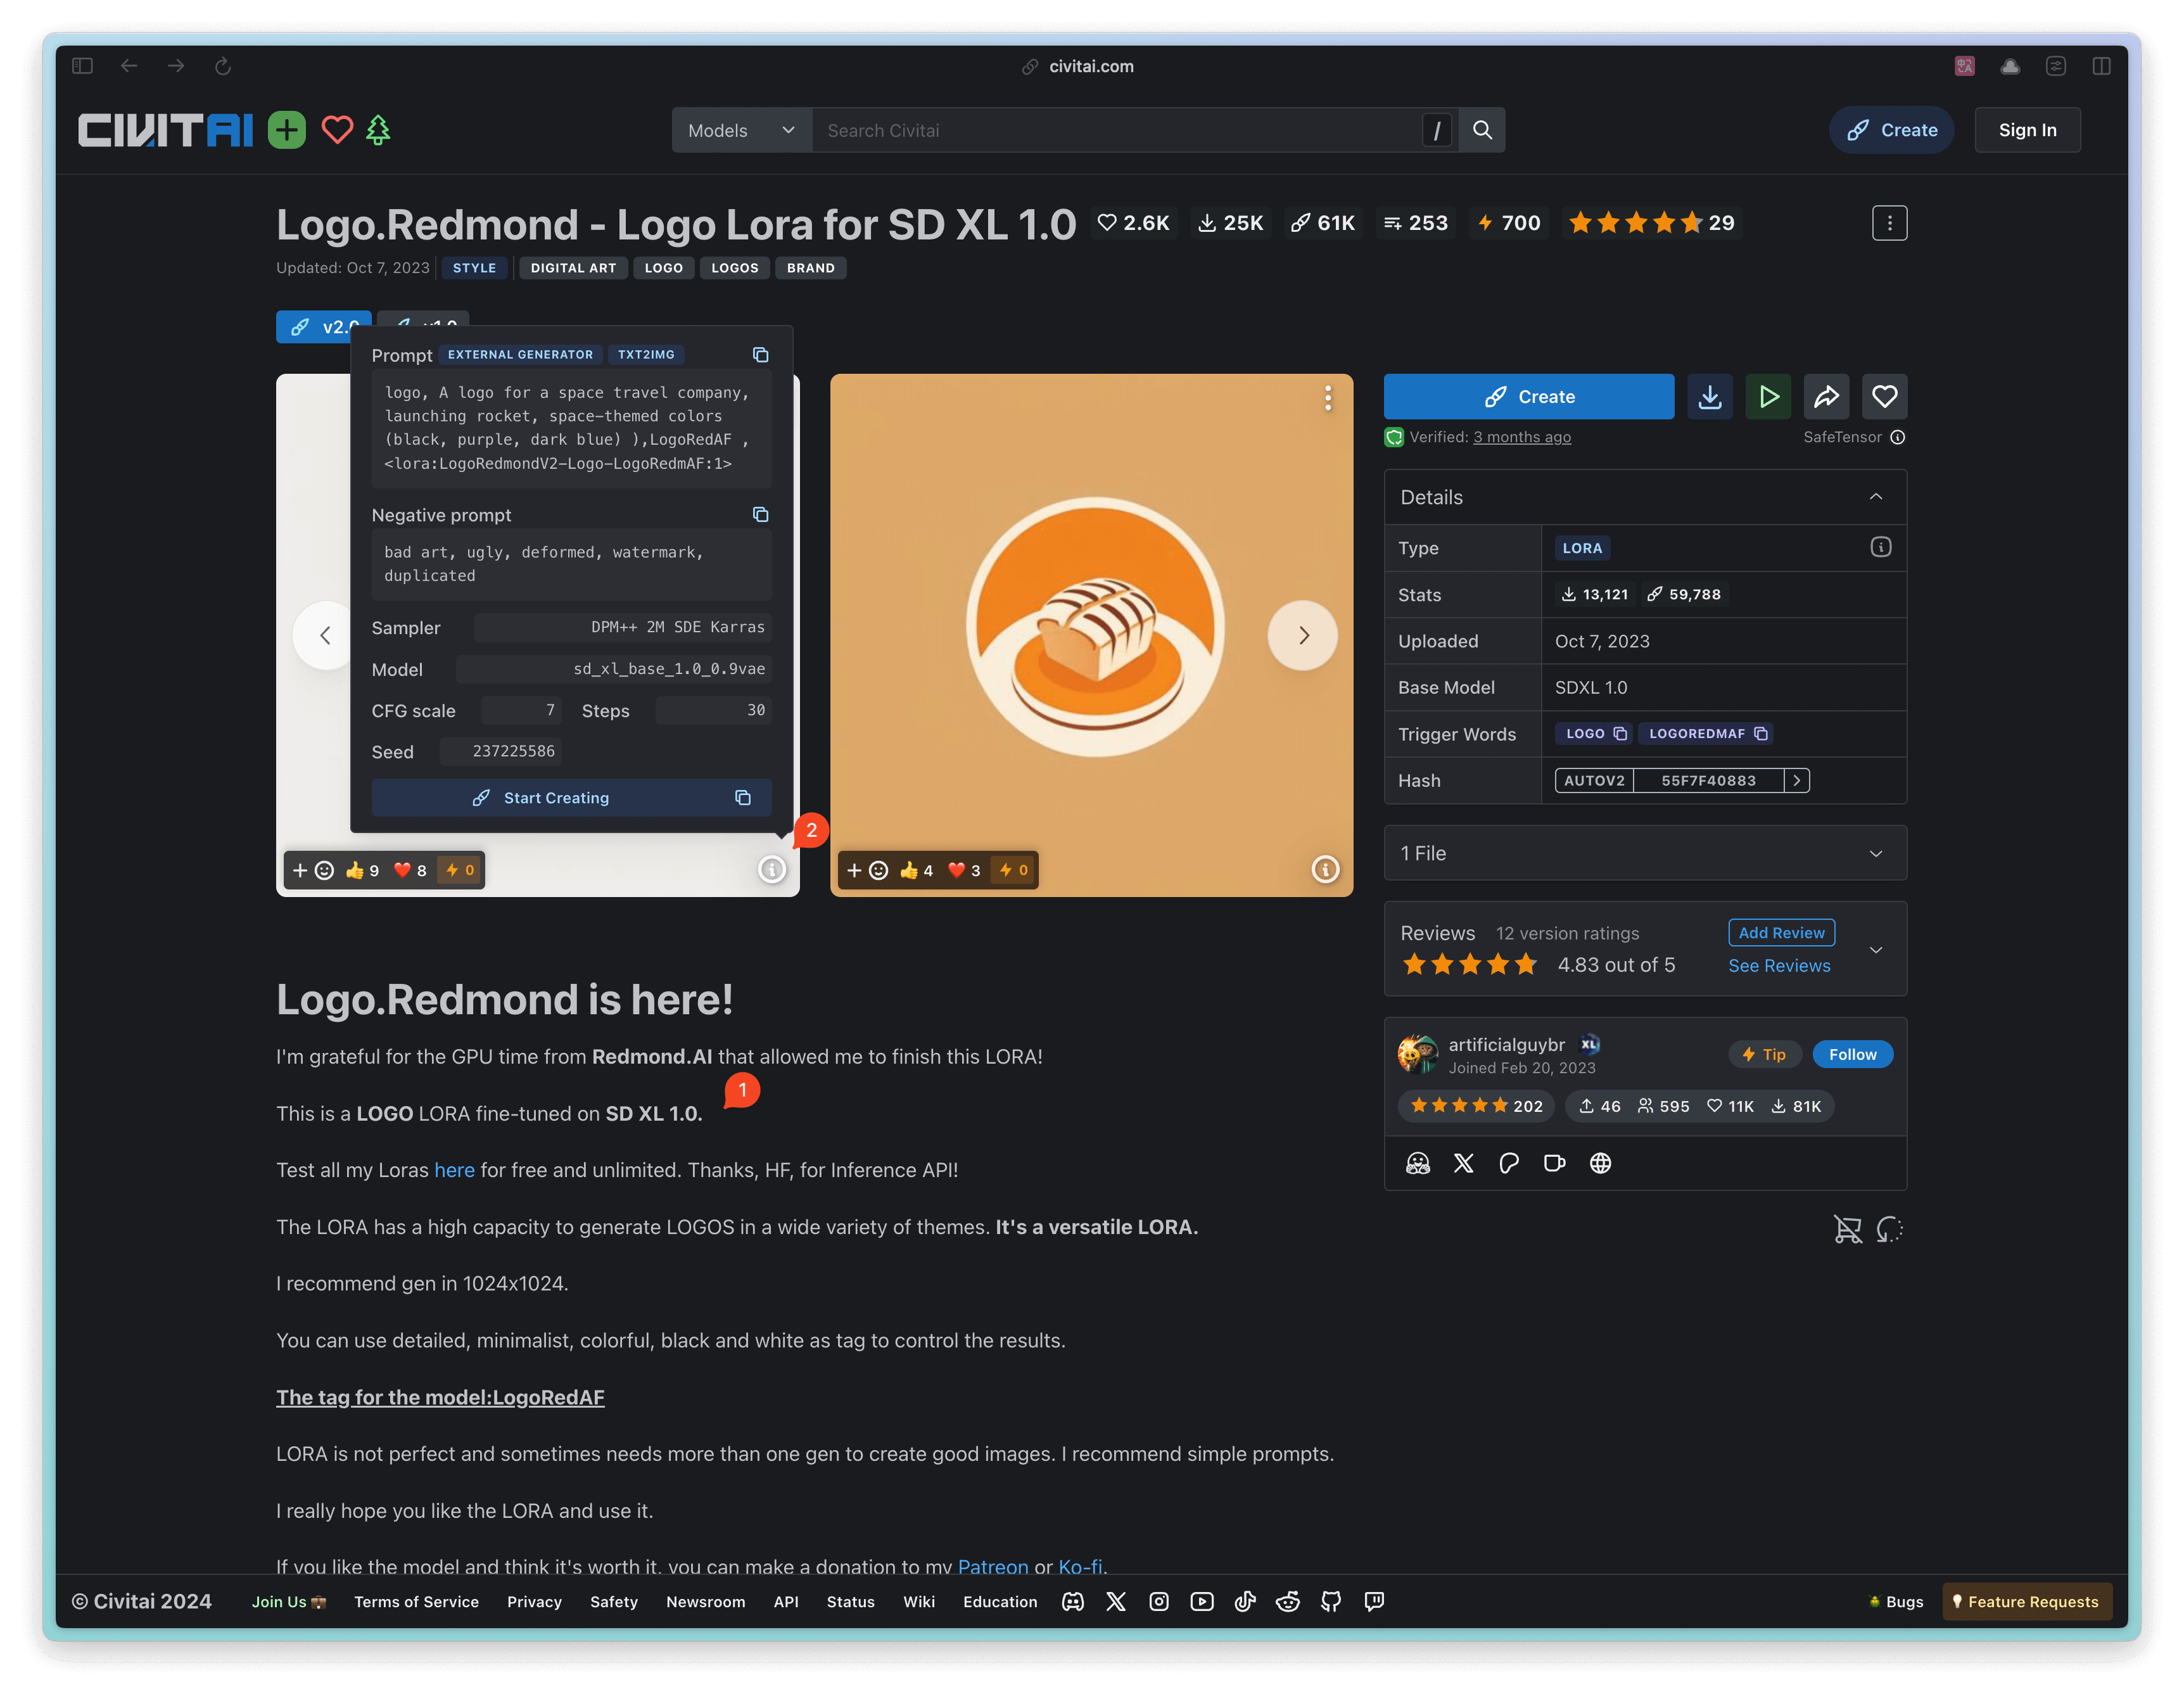 civitai.com
CIVITAI
Models
Search Civitai
/
Create
Sign In
Logo.Redmond - Logo Lora for SD XL 1.0
2.6K
25K
61K
253
700
29
Updated: Oct 7, 2023
STYLE
DIGITAL ART
LOGO
LOGOS
BRAND
v2.0
v1.0
Prompt
EXTERNAL GENERATOR
TXT2IMG
logo, A logo for a space travel company,
launching rocket, space-themed colors
(black, purple, dark blue) ),LogoRedAF ,
<lora:LogoRedmondV2-Logo-LogoRedmAF:1>
Negative prompt
bad art, ugly, deformed, watermark,
duplicated
Sampler
DPM++ 2M SDE Karras
Model
sd_xl_base_1.0_0.9vae
CFG scale
7
Steps
30
Seed
237225586
Start Creating
2
9
8
0
4
3
0
Create
Verified: 3 months ago
SafeTensor
Details
Type
LORA
Stats
13,121
59,788
Uploaded
Oct 7, 2023
Base Model
SDXL 1.0
Trigger Words
LOGO
LOGOREDMAF
Hash
AUTOV2
55F7F40883
1 File
Reviews
12 version ratings
Add Review
4.83 out of 5
See Reviews
artificialguybr
XL
Joined Feb 20, 2023
Tip
Follow
202
46
595
11K
81K
Logo.Redmond is here!
I'm grateful for the GPU time from Redmond.AI that allowed me to finish this LORA!
1
This is a LOGO LORA fine-tuned on SD XL 1.0.
Test all my Loras here for free and unlimited. Thanks, HF, for Inference API!
The LORA has a high capacity to generate LOGOS in a wide variety of themes. It's a versatile LORA.
I recommend gen in 1024x1024.
You can use detailed, minimalist, colorful, black and white as tag to control the results.
The tag for the model:LogoRedAF
LORA is not perfect and sometimes needs more than one gen to create good images. I recommend simple prompts.
I really hope you like the LORA and use it.
If you like the model and think it's worth it, you can make a donation to my Patreon or Ko-fi.
© Civitai 2024
Join Us
Terms of Service
Privacy
Safety
Newsroom
API
Status
Wiki
Education
Bugs
Feature Requests